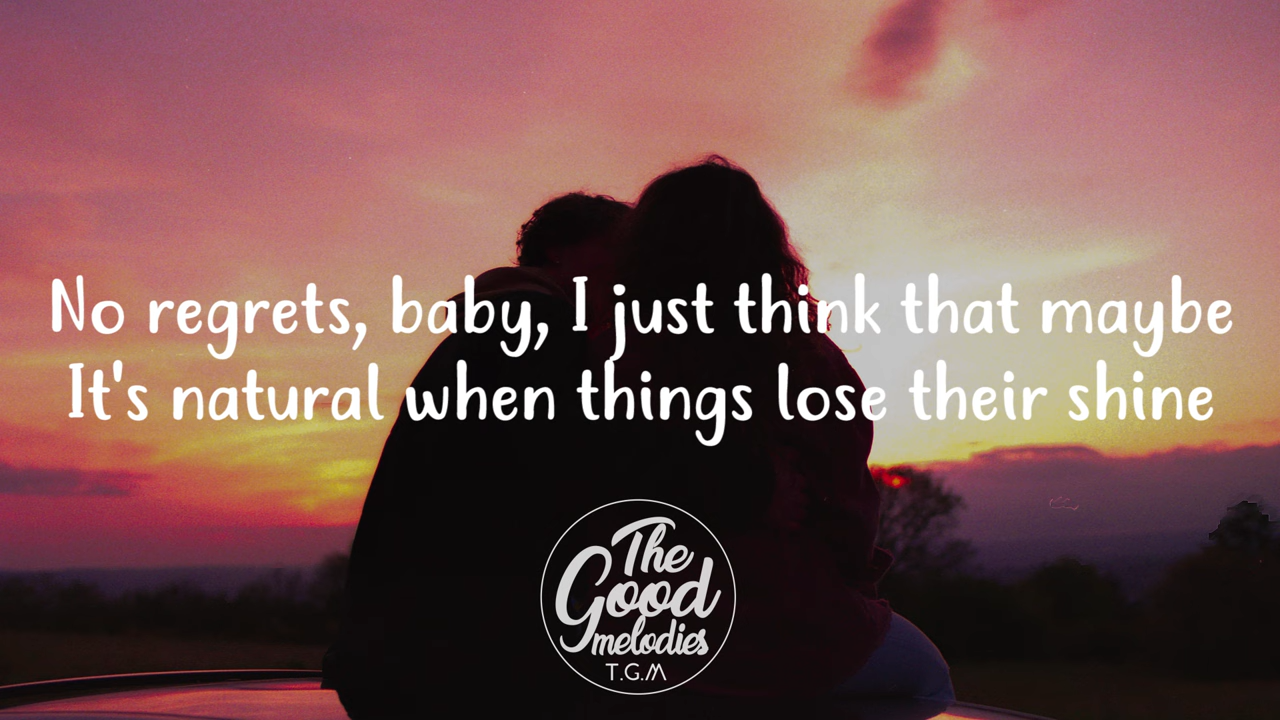 No regrets, baby, I just think that maybe
It's natural when things lose their shine
The
Good
melodies
T.G.M